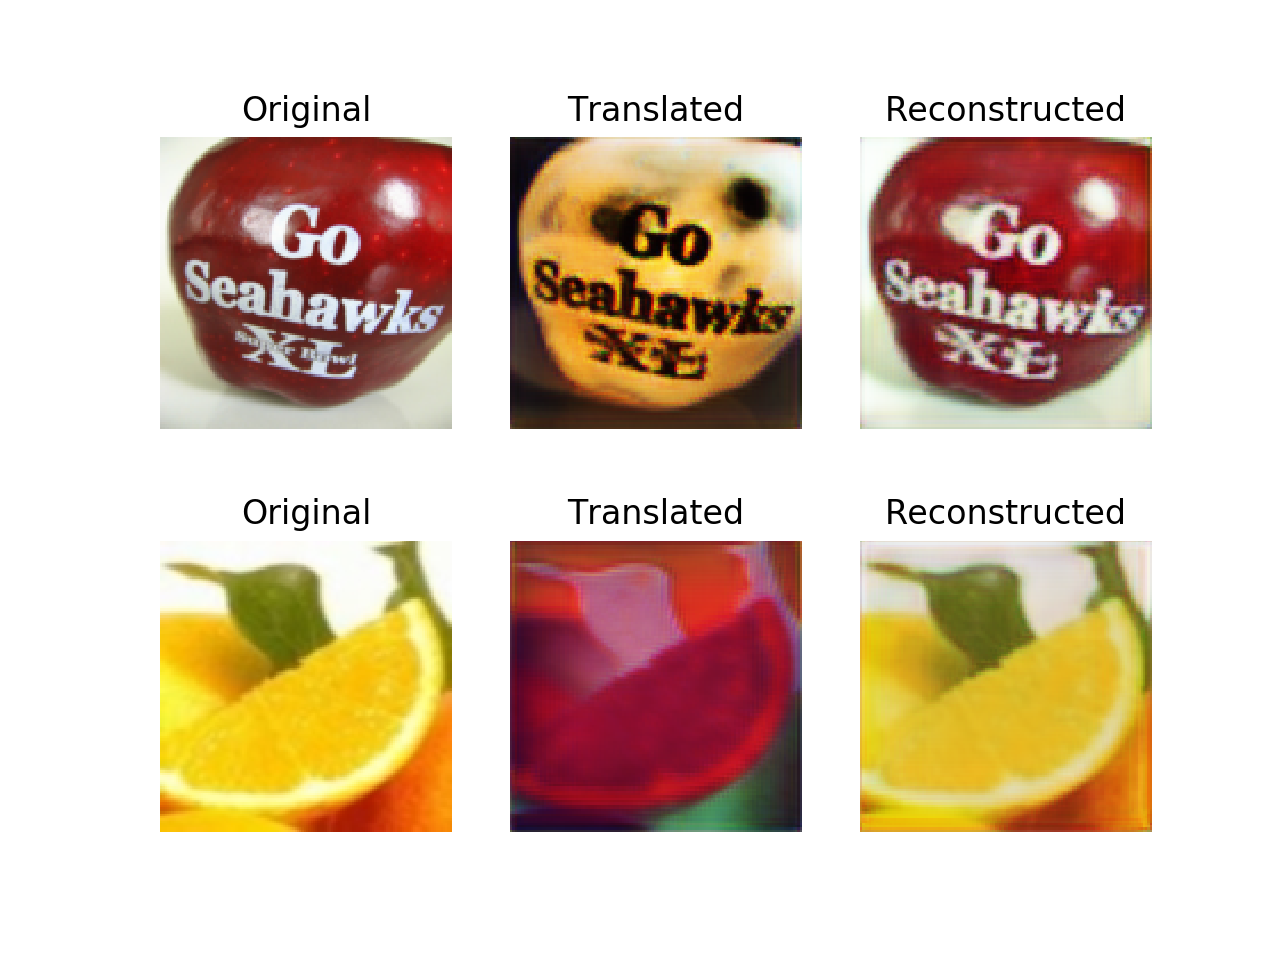 Original Translated Reconstructed
Go Go Go
Seahawks Seahawks Seahawks
Super Bowl
XL XL XL
Original Translated Reconstructed